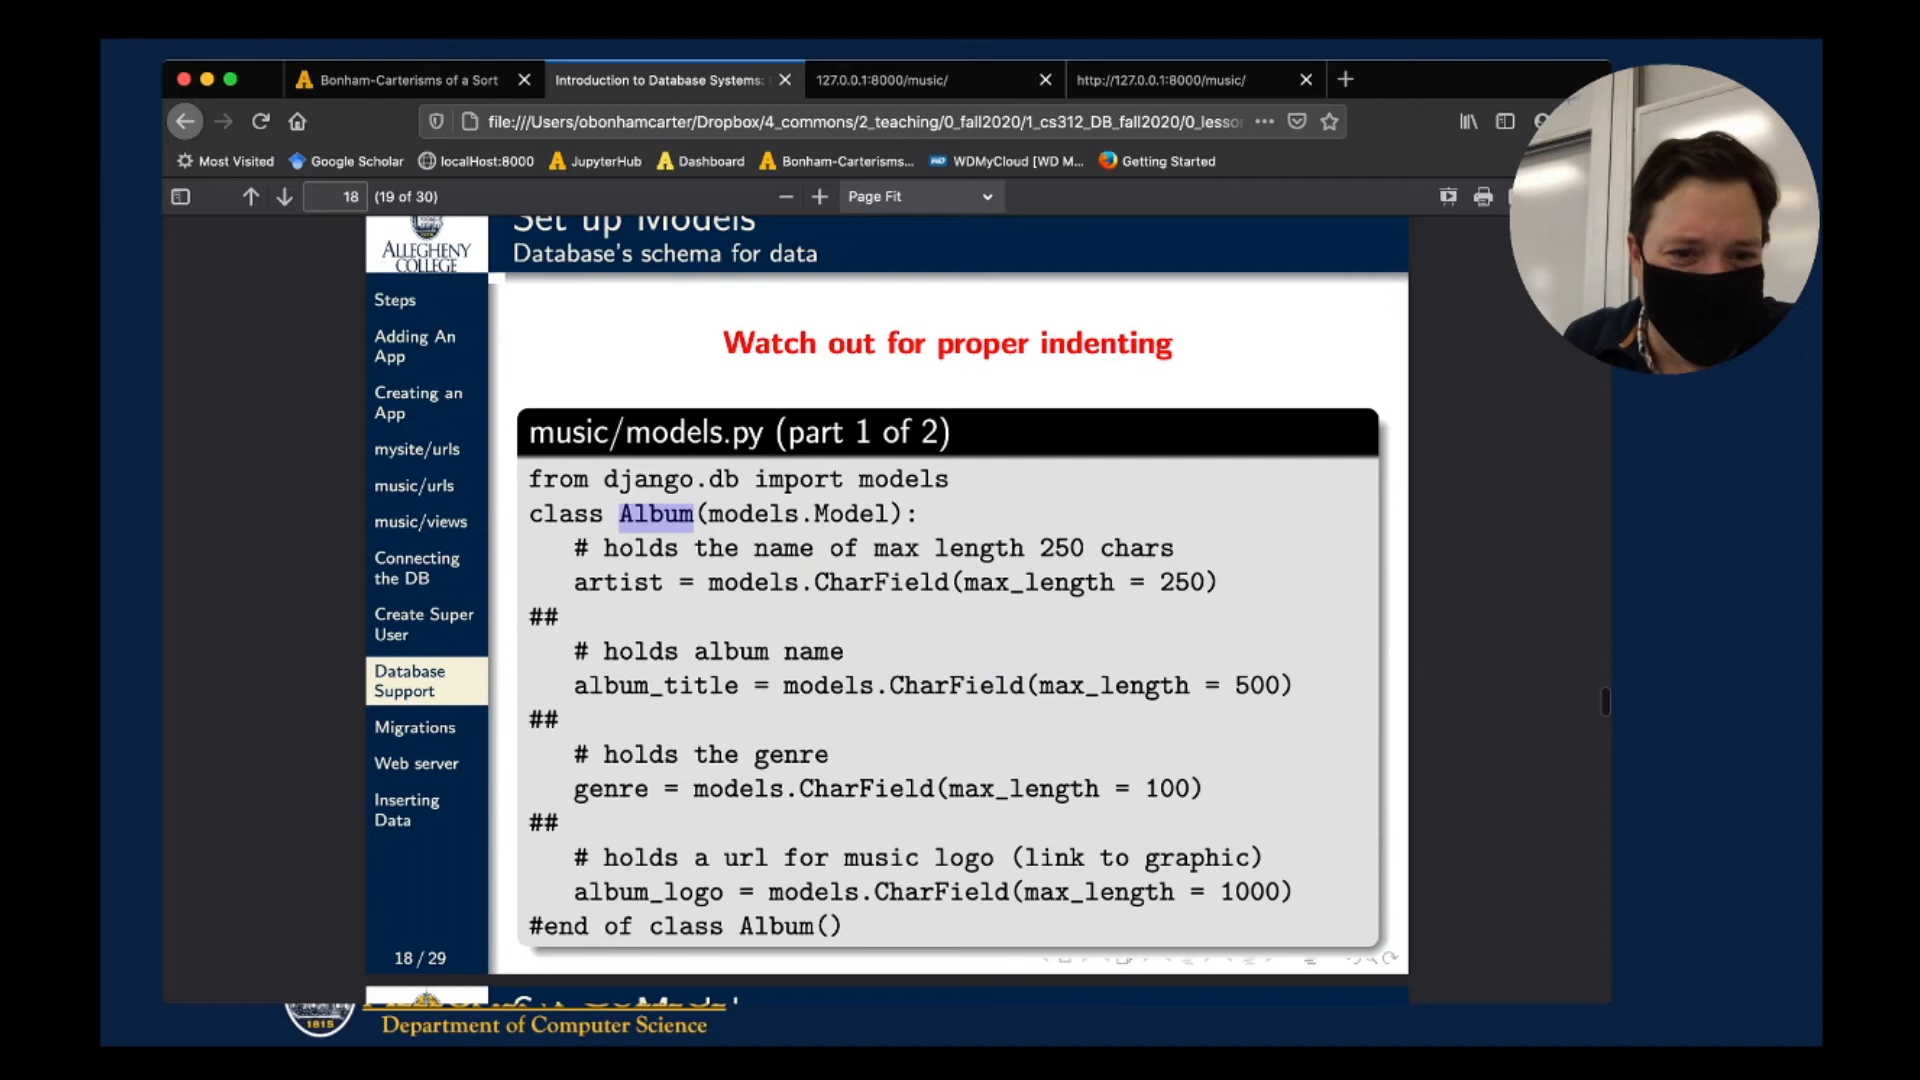 Bonham-Carterisms of a Sort
Introduction to Database Systems:
127.0.0.1:8000/music/
http://127.0.0.1:8000/music/
file:///Users/obonhamcarter/Dropbox/4_commons/2_teaching/0_fall2020/1_cs312_DB_fall2020/0_lesso
Most Visited
Google Scholar
localHost:8000
JupyterHub
Dashboard
Bonham-Carterisms...
WDMyCloud [WD M...
Getting Started
18 (19 of 30)
Page Fit
ALLEGHENY
COLLEGE
Set up Models
Database's schema for data
Steps
Adding An
App
Creating an
App
mysite/urls
music/urls
music/views
Connecting
the DB
Create Super
User
Database
Support
Migrations
Web server
Inserting
Data
18 / 29
Watch out for proper indenting
music/models.py (part 1 of 2)
from django.db import models
class Album(models.Model):
# holds the name of max length 250 chars
artist = models.CharField(max_length = 250)
##
# holds album name
album_title = models.CharField(max_length = 500)
##
# holds the genre
genre = models.CharField(max_length = 100)
##
# holds a url for music logo (link to graphic)
album_logo = models.CharField(max_length = 1000)
#end of class Album()
1815
Department of Computer Science